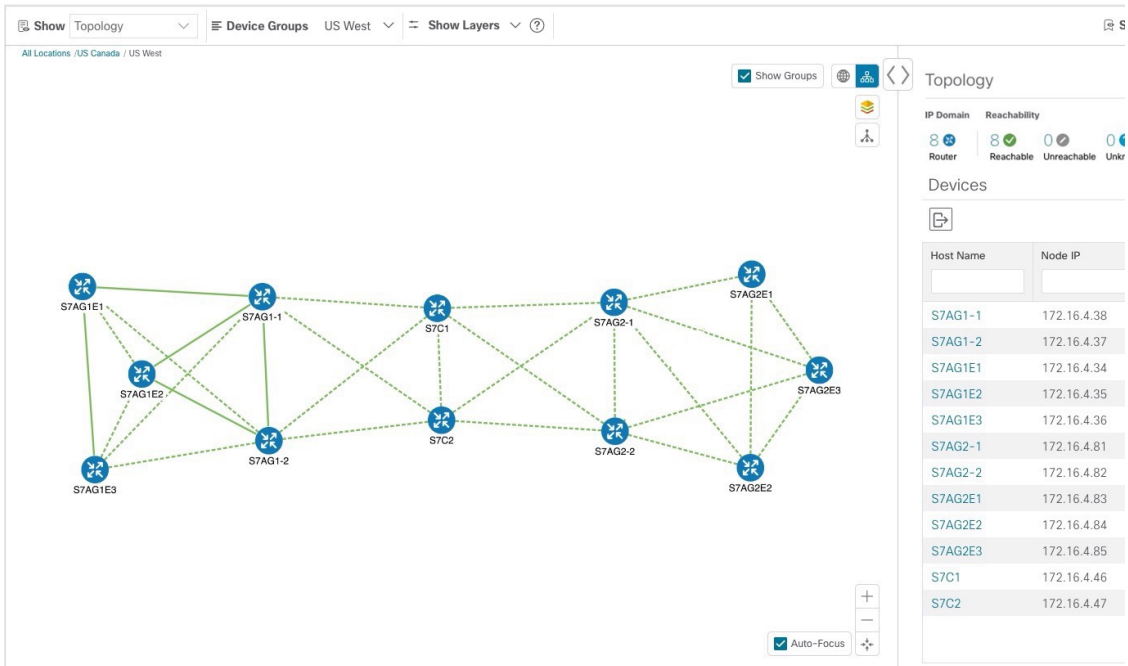 Show Topology Device Groups US West Show Layers ?
All Locations /US Canada / US West
Show Groups
Topology
IP Domain Reachability
8 8 0 0
Router Reachable Unreachable
Devices
Host Name Node IP
S7AG1-1 172.16.4.38
S7AG1-2 172.16.4.37
S7AG1E1 172.16.4.34
S7AG1E2 172.16.4.35
S7AG1E3 172.16.4.36
S7AG2-1 172.16.4.81
S7AG2-2 172.16.4.82
S7AG2E1 172.16.4.83
S7AG2E2 172.16.4.84
S7AG2E3 172.16.4.85
S7C1 172.16.4.46
S7C2 172.16.4.47
S7AG1E1
S7AG1-1
S7C1
S7AG2-1
S7AG2E1
S7AG1E2
S7AG2E3
S7AG1-2
S7C2
S7AG2-2
S7AG1E3
S7AG2E2
Auto-Focus